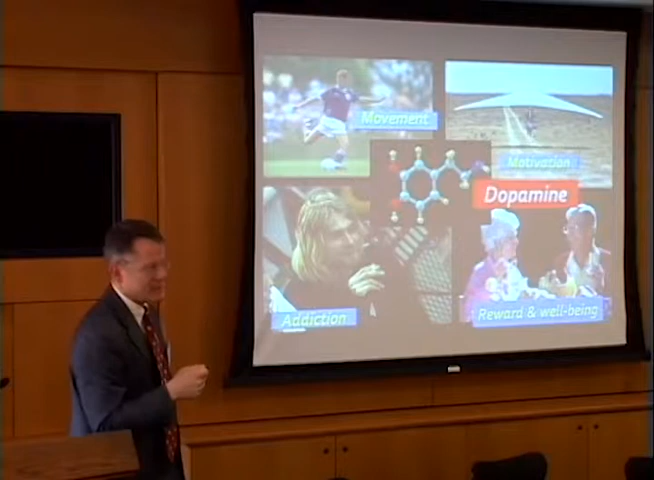 Movement
Motivation
Dopamine
Addiction
Reward & well-being